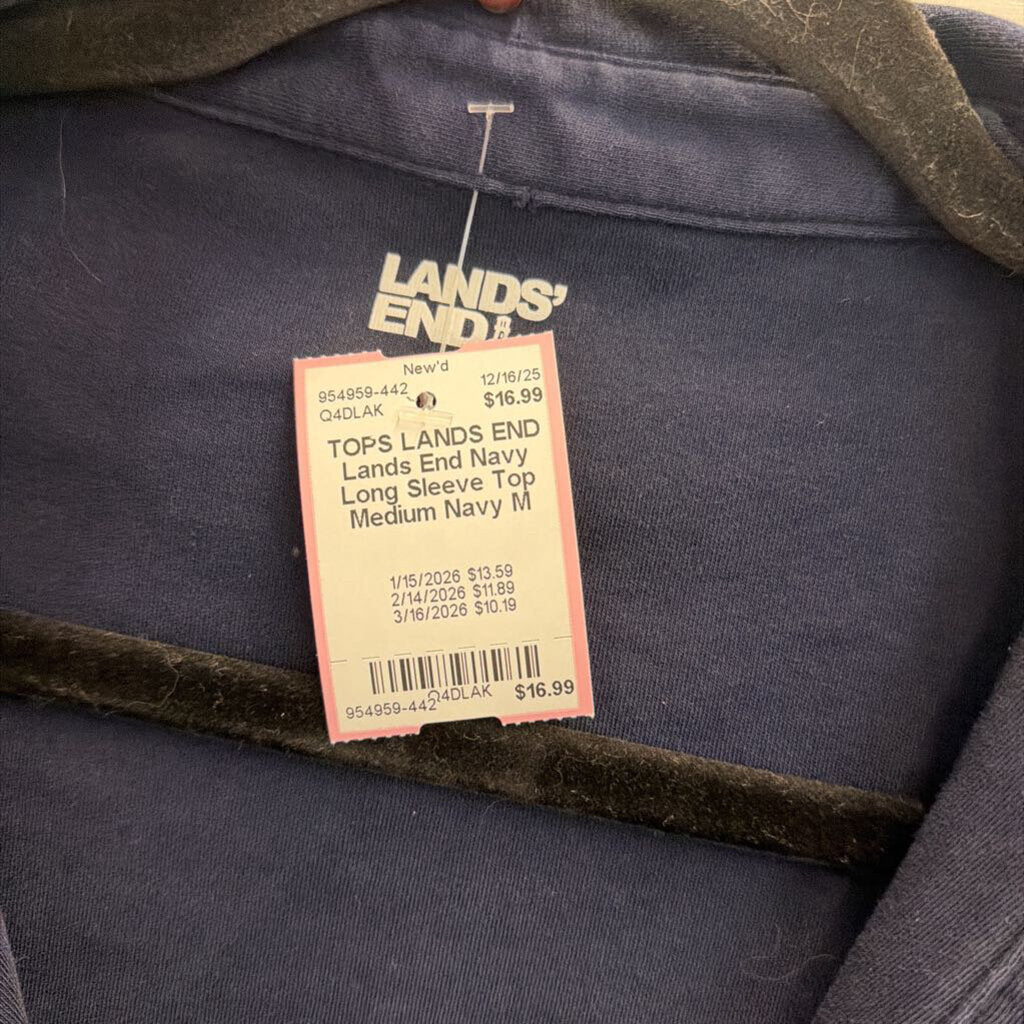 LANDS'
END
New'd
954959-442 12/16/25
Q4DLAK $16.99
TOPS LANDS END
Lands End Navy
Long Sleeve Top
Medium Navy M
1/15/2026 $13.59
2/14/2026 $11.89
3/16/2026 $10.19
Q4DLAK $16.99
954959-442